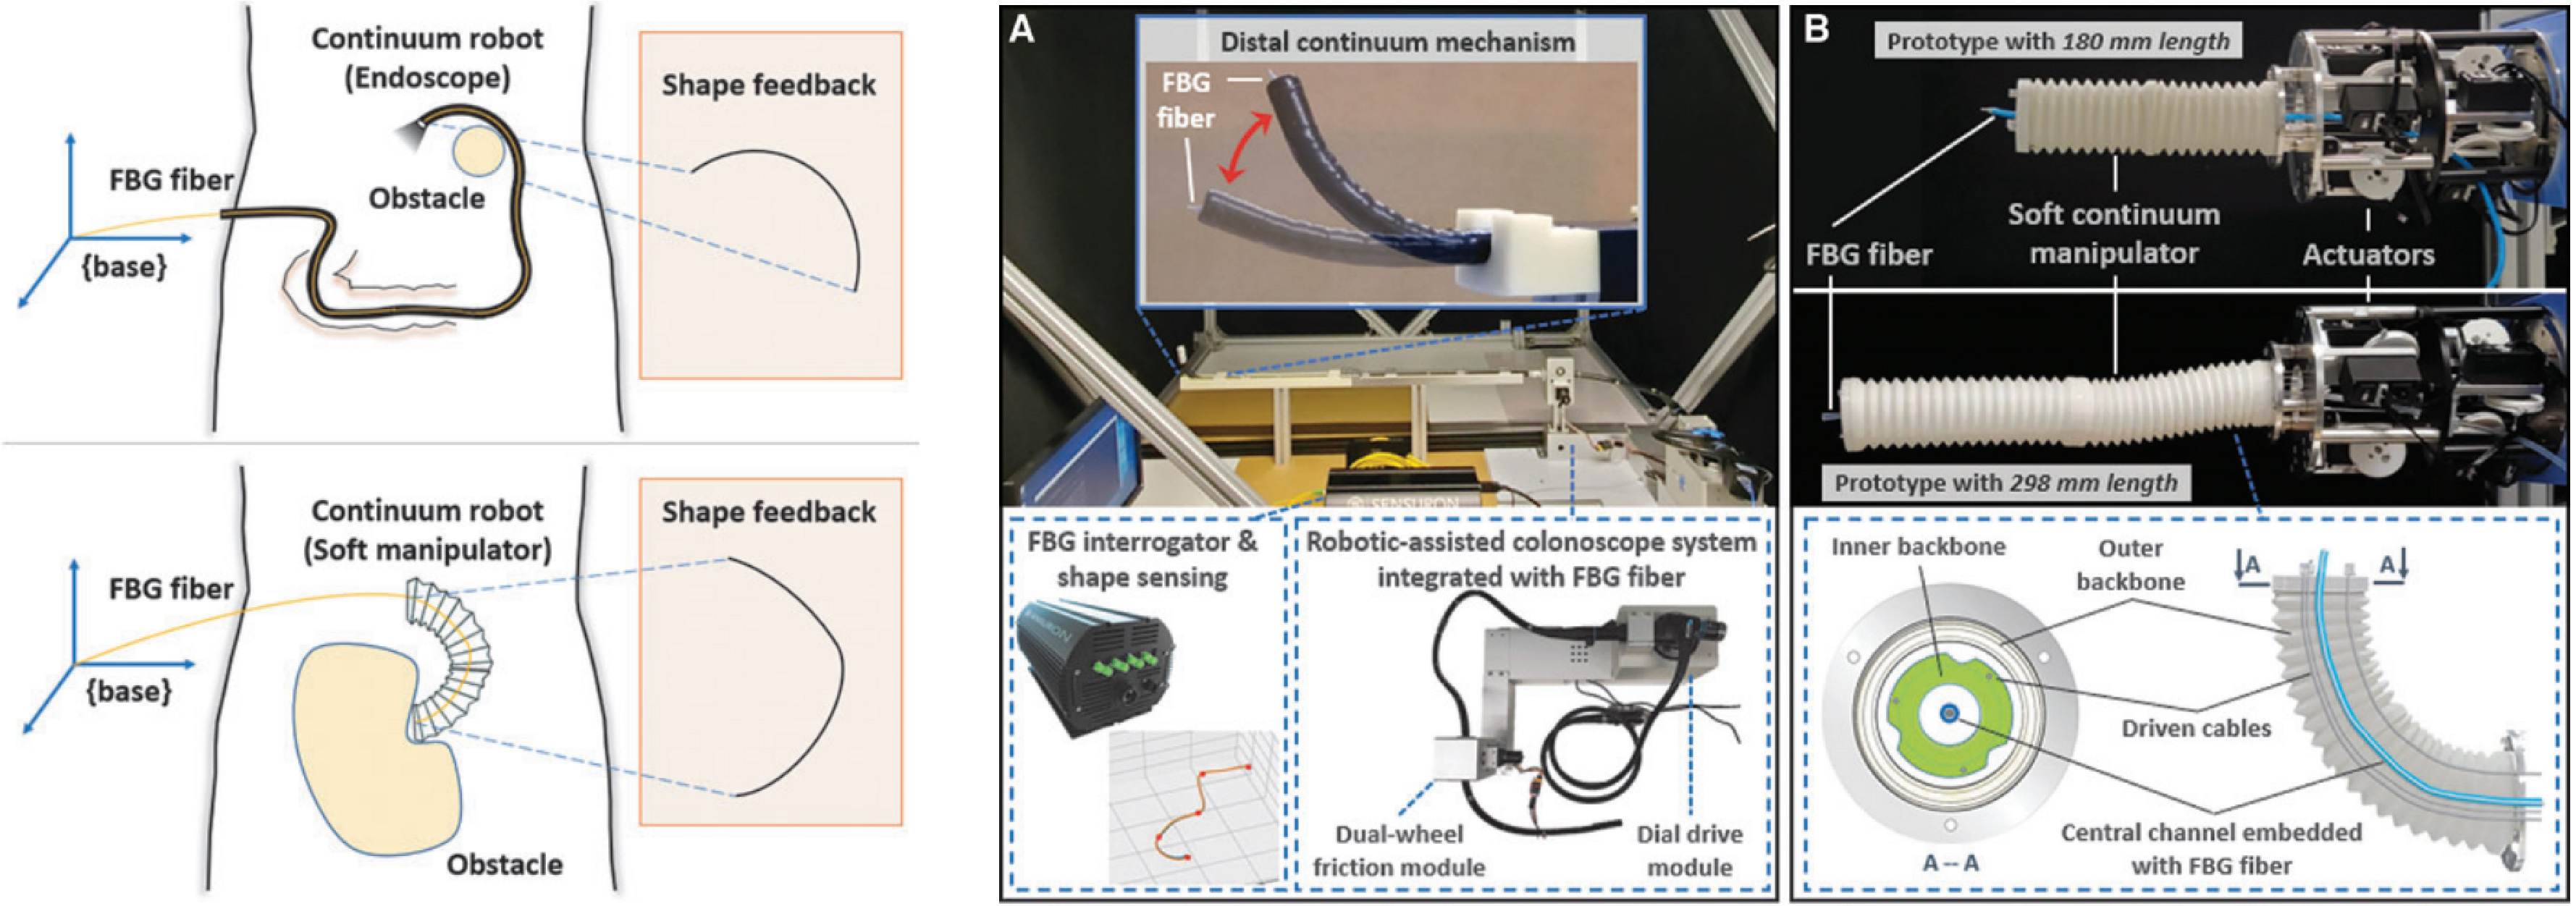 Continuum robot
(Endoscope)
Shape feedback
FBG fiber
Obstacle
{base}
Continuum robot
(Soft manipulator)
Shape feedback
FBG fiber
{base}
Obstacle
A
Distal continuum mechanism
FBG
fiber
SENSURON
FBG interrogator &
shape sensing
Robotic-assisted colonoscope system
integrated with FBG fiber
Dual-wheel
friction module
Dial drive
module
B
Prototype with 180 mm length
FBG fiber
Soft continuum
manipulator
Actuators
Prototype with 298 mm length
Inner backbone
Outer
backbone
A
A
Driven cables
Central channel embedded
with FBG fiber
A -- A